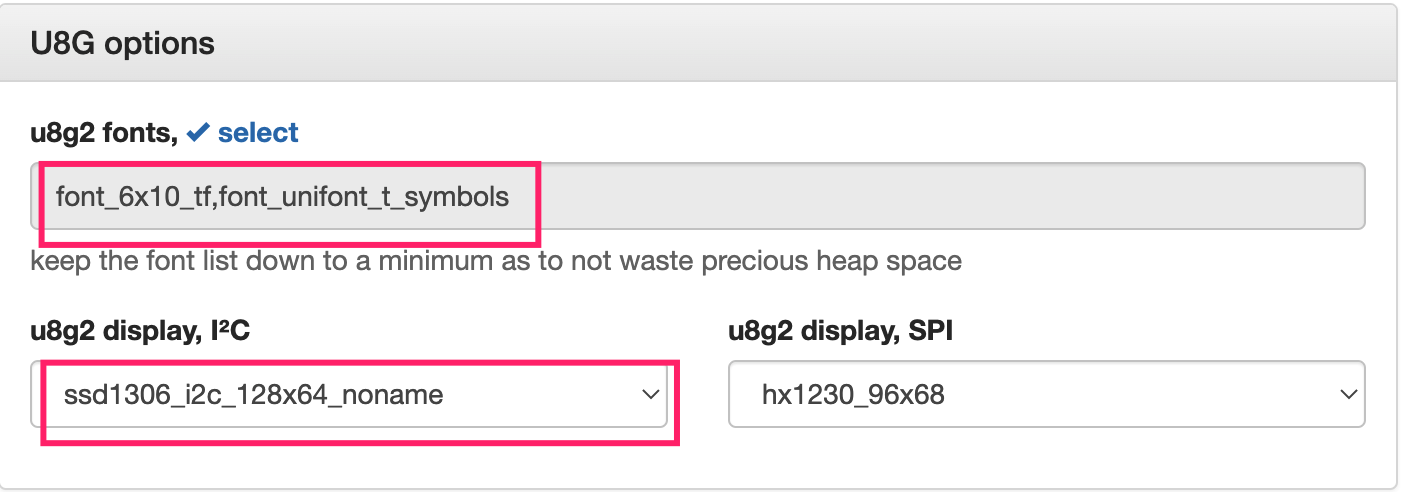 U8G options
u8g2 fonts, ✔ select
font_6x10_tf,font_unifont_t_symbols
keep the font list down to a minimum as to not waste precious heap space
u8g2 display, I²C
ssd1306_i2c_128x64_noname
u8g2 display, SPI
hx1230_96x68